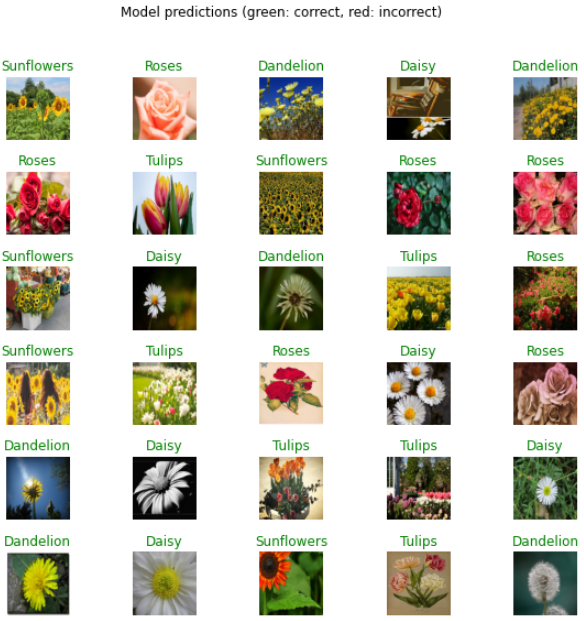 Model predictions (green: correct, red: incorrect)
Sunflowers Roses Dandelion Daisy Dandelion
Roses Tulips Sunflowers Roses Roses
Sunflowers Daisy Dandelion Tulips Roses
Sunflowers Tulips Roses Daisy Roses
Dandelion Daisy Tulips Tulips Daisy
Dandelion Daisy Sunflowers Tulips Dandelion